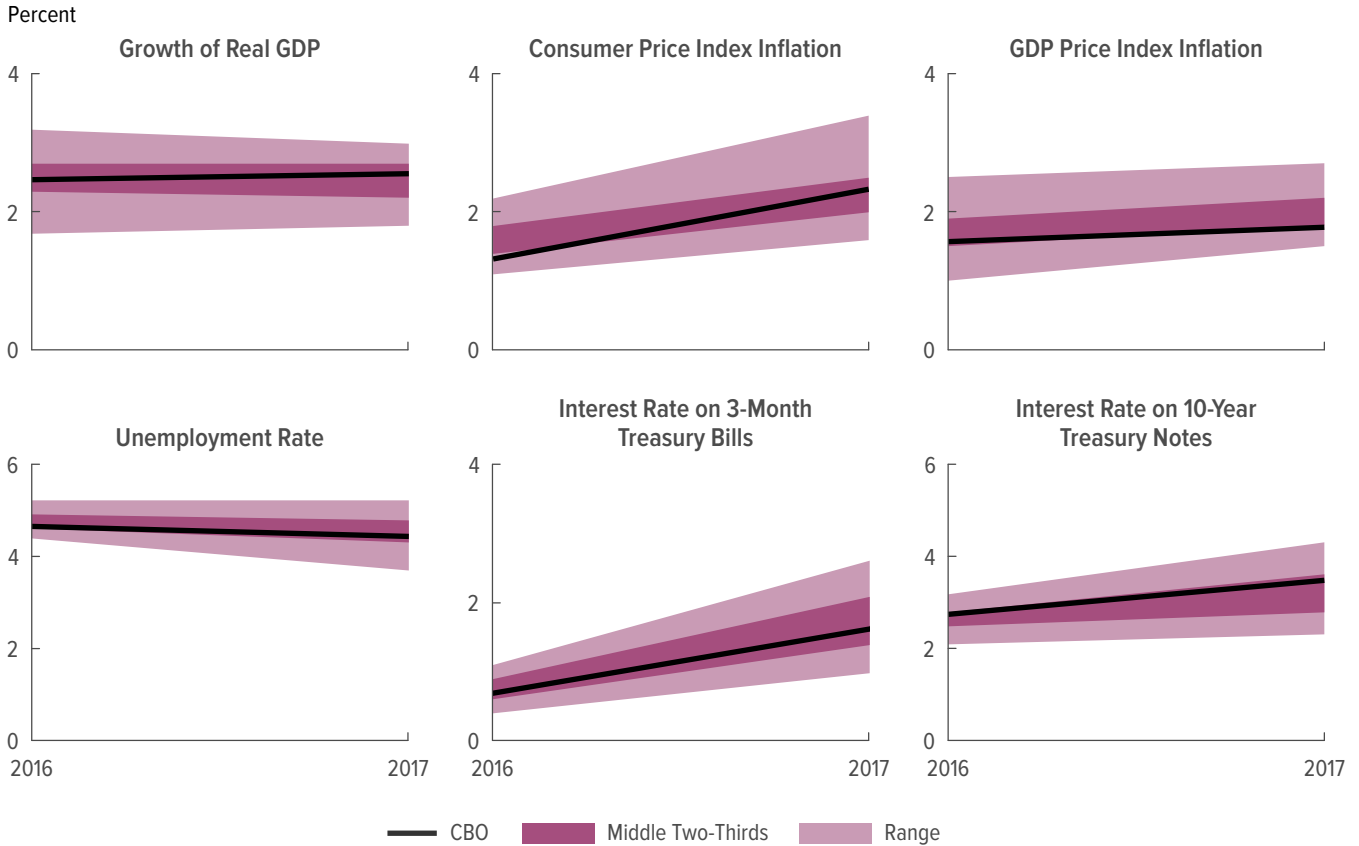 Percent
Growth of Real GDP
Consumer Price Index Inflation
GDP Price Index Inflation
4
2
0
4
2
0
4
2
0
Unemployment Rate
Interest Rate on 3-Month
Treasury Bills
Interest Rate on 10-Year
Treasury Notes
6
4
2
0
2016
2017
4
2
0
2016
2017
6
4
2
0
2016
2017
CBO
Middle Two-Thirds
Range